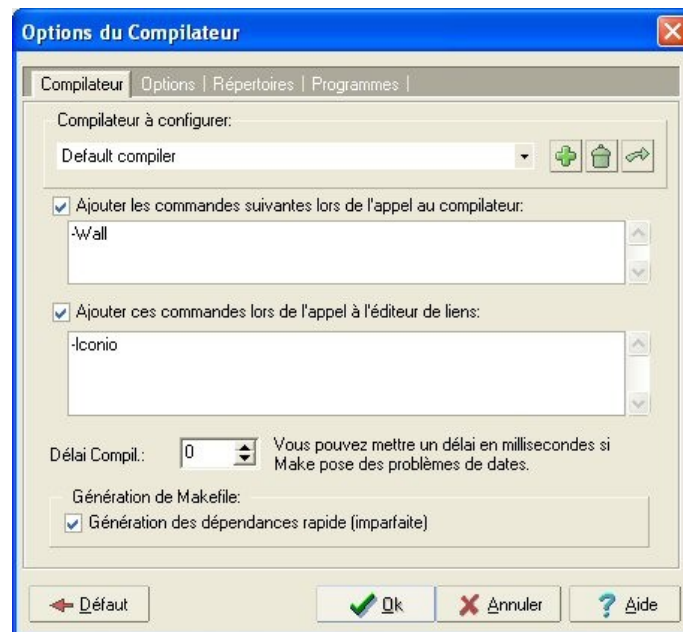 Options du Compilateur
Compilateur | Options | Répertoires | Programmes |
Compilateur à configurer:
Default compiler
Ajouter les commandes suivantes lors de l'appel au compilateur:
-Wall
Ajouter ces commandes lors de l'appel à l'éditeur de liens:
-lconio
Délai Compil.: 0 Vous pouvez mettre un délai en millisecondes si
Make pose des problèmes de dates.
Génération de Makefile:
Génération des dépendances rapide (imparfaite)
Défaut Ok Annuler Aide